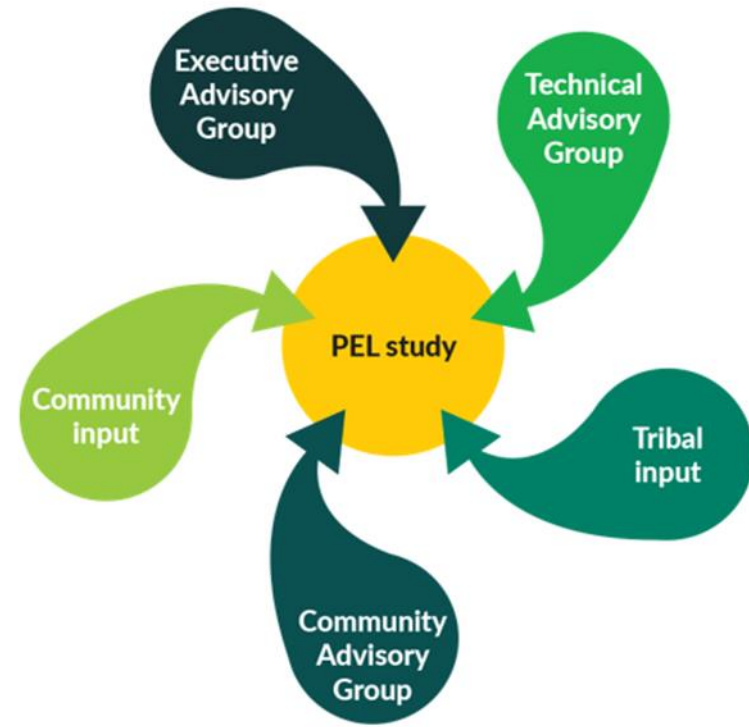 Executive
Advisory
Group
Technical
Advisory
Group
PEL study
Community
input
Tribal
input
Community
Advisory
Group